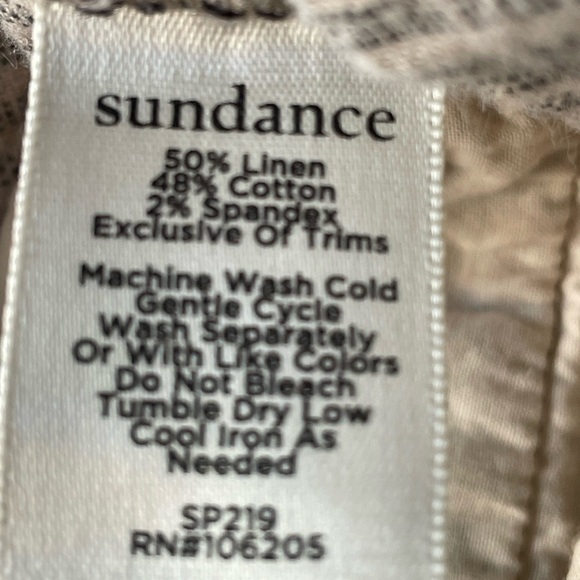 sundance
50% Linen
48% Cotton
2% Spandex
Exclusive Of Trims
Machine Wash Cold
Gentle Cycle
Wash Separately
Or With Like Colors
Do Not Bleach
Tumble Dry Low
Cool Iron As
Needed
SP219
RN#106205